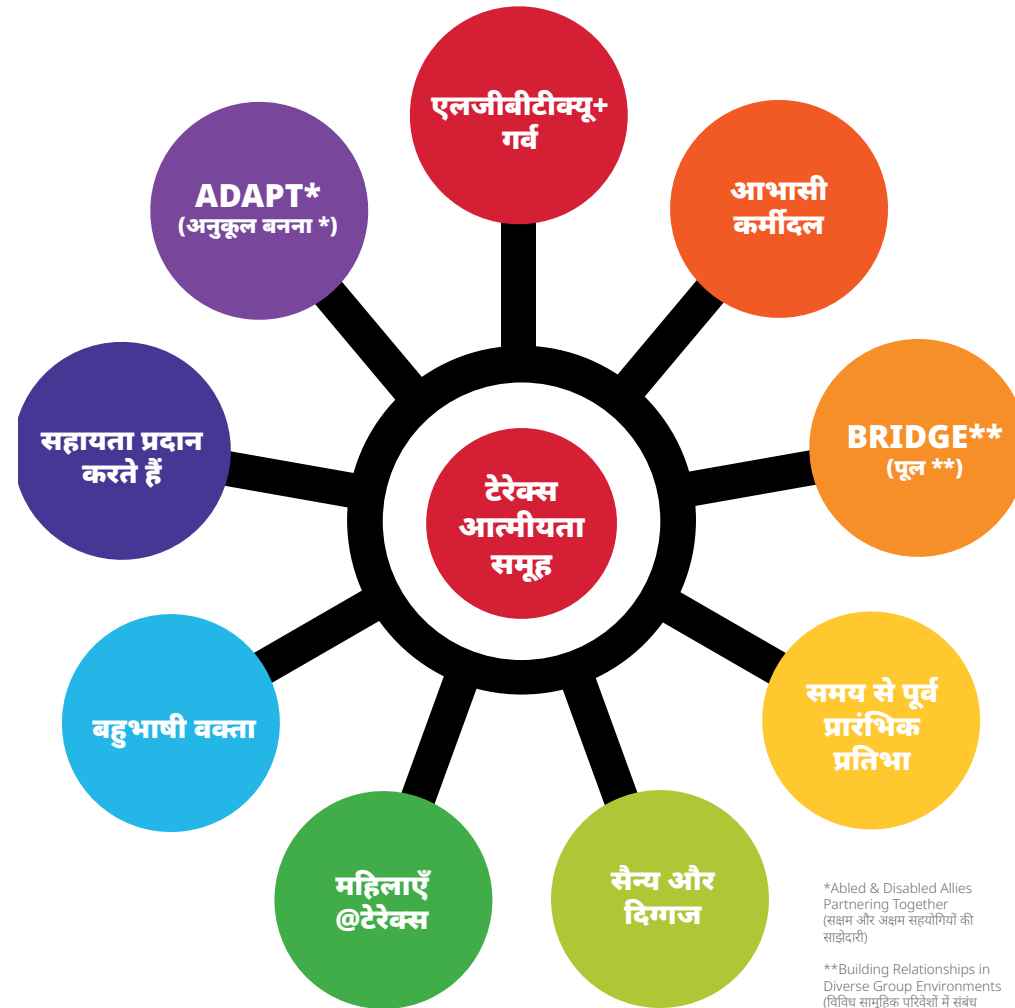 एलजीबीटीक्यू+
गर्व
आभासी
कर्मीदल
BRIDGE**
(पूल **)
समय से पूर्व
प्रारंभिक
प्रतिभा
सैन्य और
दिग्गज
महिलाएँ
@टेरेक्स
बहुभाषी वक्ता
सहायता प्रदान
करते हैं
ADAPT*
(अनुकूल बनना *)
टेरेक्स
आत्मीयता
समूह
*Abled & Disabled Allies
Partnering Together
(सक्षम और अक्षम सहयोगियों की
साझेदारी)
**Building Relationships in
Diverse Group Environments
(विविध सामूहिक परिवेशों में संबंध